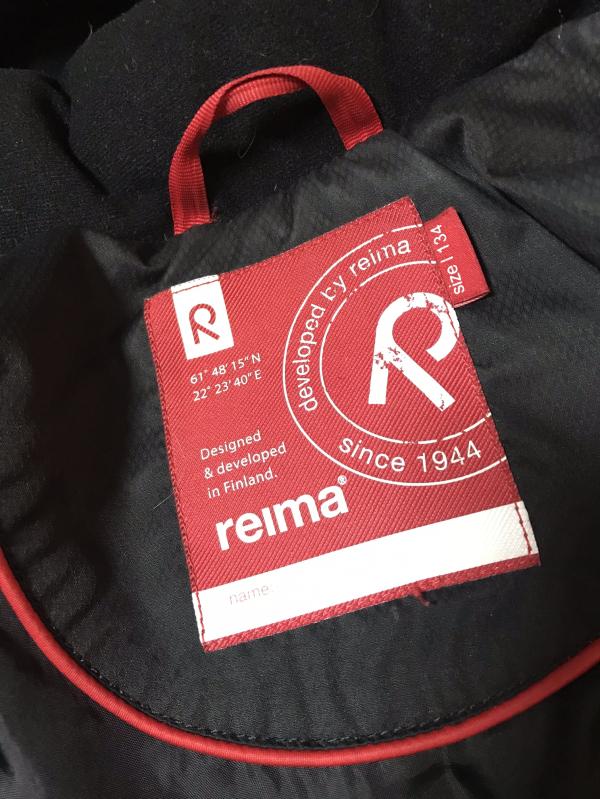 61° 48' 15" N
22° 23' 40" E
developed by reima
since 1944
size | 134
Designed
& developed
in Finland.
reima®
name: